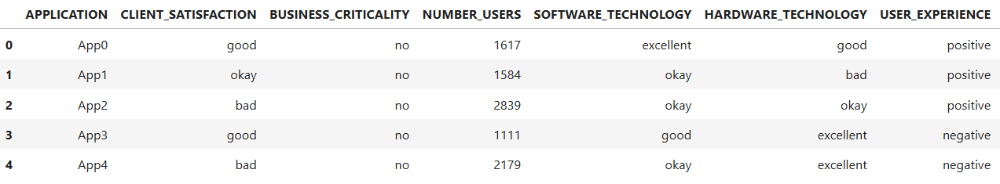 APPLICATION CLIENT_SATISFACTION BUSINESS_CRITICALITY NUMBER_USERS SOFTWARE_TECHNOLOGY HARDWARE_TECHNOLOGY USER_EXPERIENCE
0 App0 good no 1617 excellent good positive
1 App1 okay no 1584 okay bad positive
2 App2 bad no 2839 okay okay positive
3 App3 good no 1111 good excellent negative
4 App4 bad no 2179 okay excellent negative